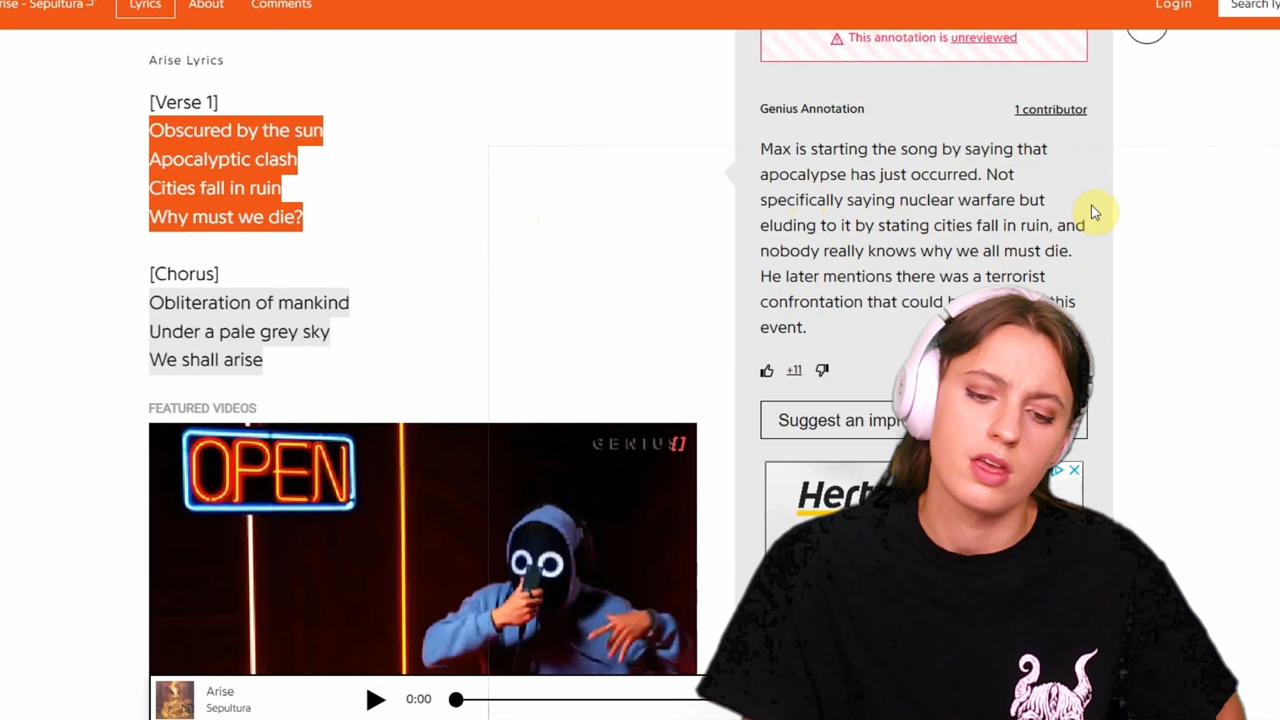 rise - Sepultura
Lyrics
About
Comments
Login
Search ly
Arise Lyrics
[Verse 1]
Obscured by the sun
Apocalyptic clash
Cities fall in ruin
Why must we die?
[Chorus]
Obliteration of mankind
Under a pale grey sky
We shall arise
FEATURED VIDEOS
OPEN
GENIUS
Arise
Sepultura
0:00
This annotation is unreviewed
Genius Annotation
1 contributor
Max is starting the song by saying that
apocalypse has just occurred. Not
specifically saying nuclear warfare but
eluding to it by stating cities fall in ruin, and
nobody really knows why we all must die.
He later mentions there was a terrorist
confrontation that could this
event.
+11
Suggest an imp
Hertz